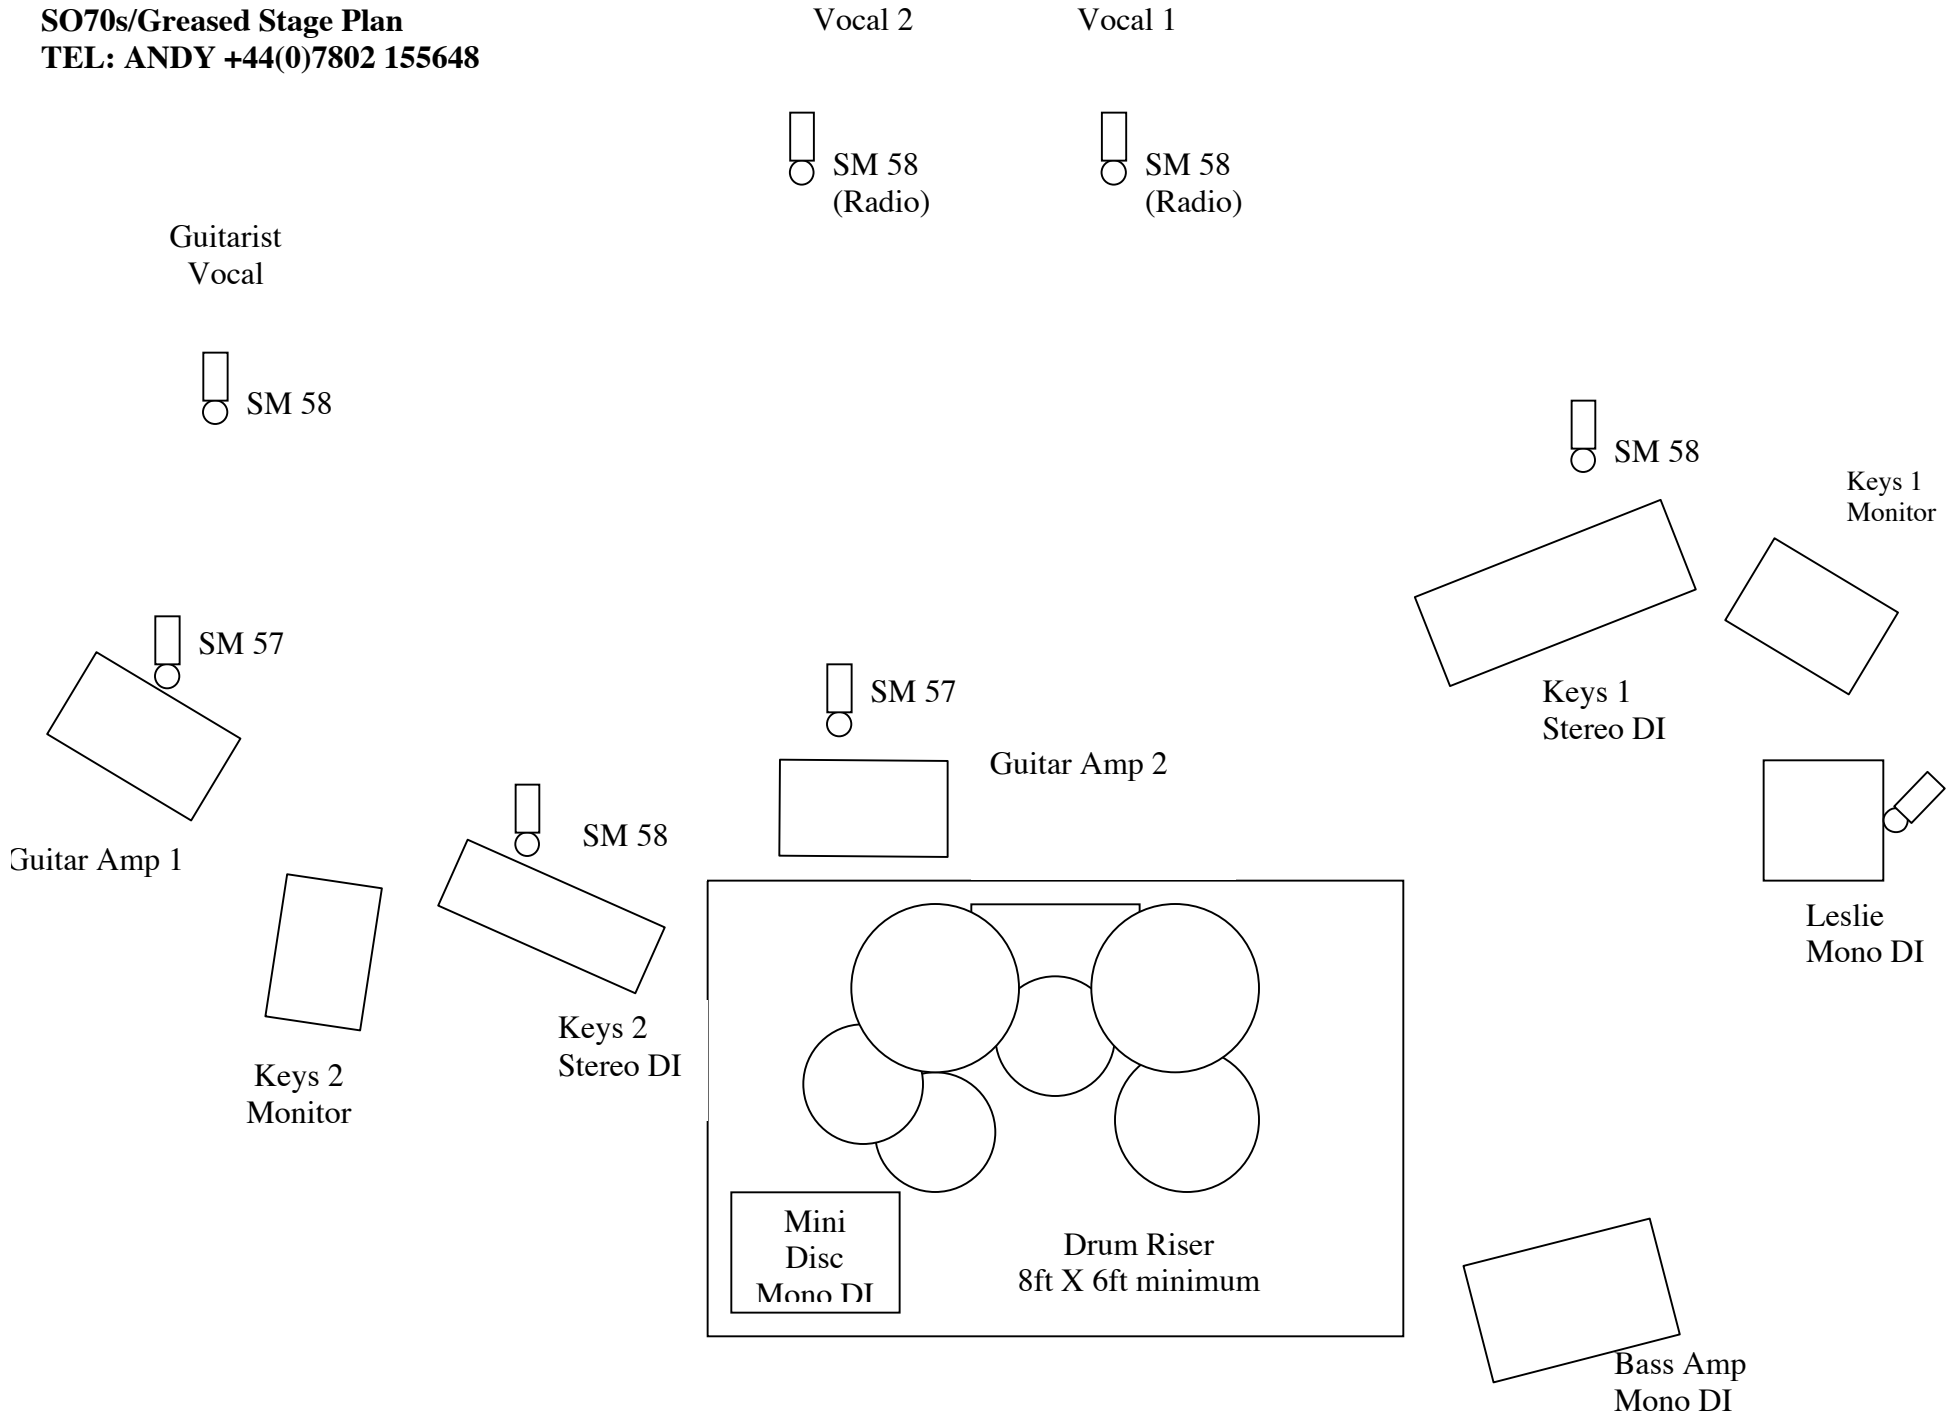 SO70s/Greased Stage Plan
TEL: ANDY +44(0)7802 155648
Vocal 2
Vocal 1
SM 58
(Radio)
SM 58
(Radio)
Guitarist
Vocal
SM 58
SM 58
Keys 1
Monitor
SM 57
SM 57
Keys 1
Stereo DI
Guitar Amp 2
SM 58
Guitar Amp 1
Leslie
Mono DI
Keys 2
Stereo DI
Keys 2
Monitor
Mini
Disc
Mono DI
Drum Riser
8ft X 6ft minimum
Bass Amp
Mono DI